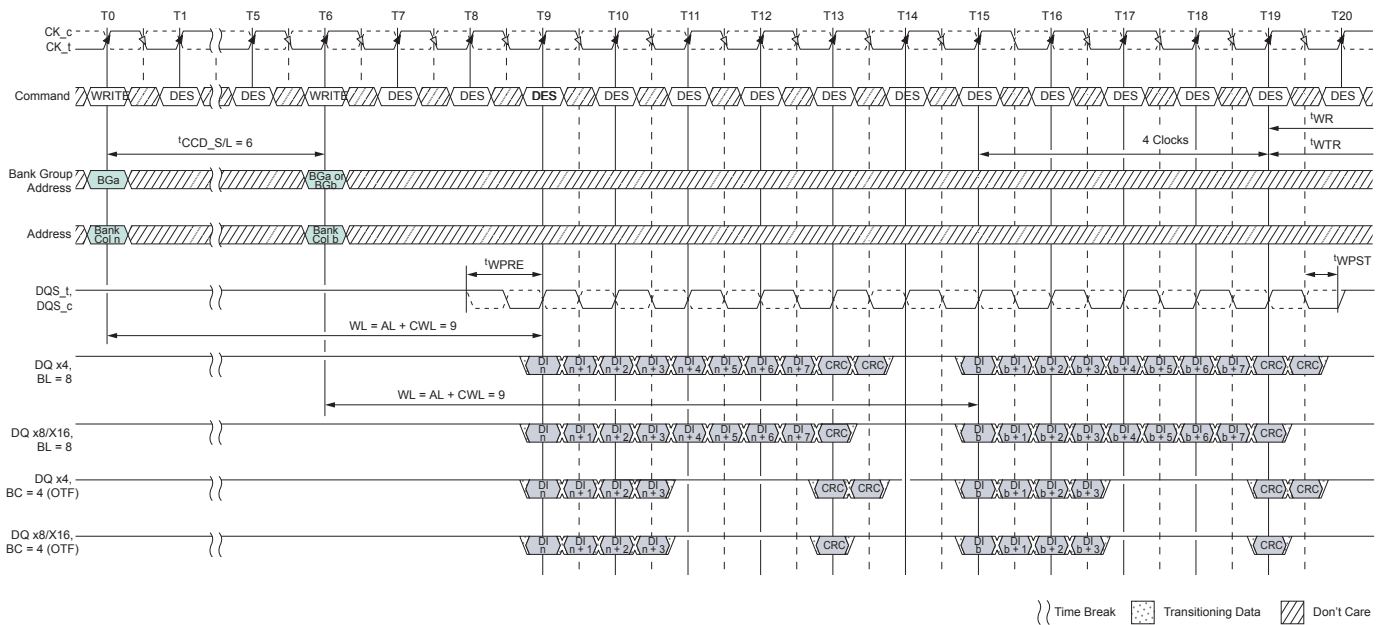 T0 T1 T5 T6 T7 T8 T9 T10 T11 T12 T13 T14 T15 T16 T17 T18 T19 T20
CK_c
CK_t
Command WRITE DES DES WRITE DES DES DES DES DES DES DES DES DES DES DES DES DES DES
tWR
tCCD_S/L = 6 4 Clocks tWTR
Bank Group
Address
BGa
BGa or
BGb
Address
Bank
Col n
Bank
Col b
tWPRE tWPST
DQS_t,
DQS_c
WL = AL + CWL = 9
DQ x4,
BL = 8
DI DI DI DI DI DI DI DI DI DI DI DI DI DI DI DI
n n + 1 n + 2 n + 3 n + 4 n + 5 n + 6 n + 7 CRC CRC b b + 1 b + 2 b + 3 b + 4 b + 5 b + 6 b + 7 CRC CRC
WL = AL + CWL = 9
DQ x8/X16,
BL = 8
DI DI DI DI DI DI DI DI DI DI DI DI DI DI DI DI
n n + 1 n + 2 n + 3 n + 4 n + 5 n + 6 n + 7 CRC b b + 1 b + 2 b + 3 b + 4 b + 5 b + 6 b + 7 CRC
DQ x4,
BC = 4 (OTF)
DI DI DI DI DI DI DI DI
n n + 1 n + 2 n + 3 CRC CRC b b + 1 b + 2 b + 3 CRC CRC
DQ x8/X16,
BC = 4 (OTF)
DI DI DI DI DI DI DI DI
n n + 1 n + 2 n + 3 CRC b b + 1 b + 2 b + 3 CRC
Time Break Transitioning Data Don't Care